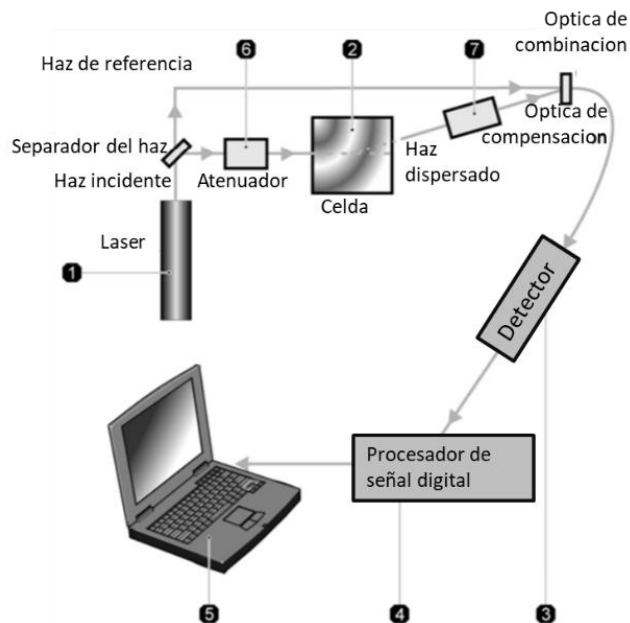 Optica de
combinacion
6
2
7
Haz de referencia
Optica de
compensacion
Separador del haz
Haz incidente
Atenuador
Haz
dispersado
Celda
Laser
1
Detector
Procesador de
señal digital
5
4
3